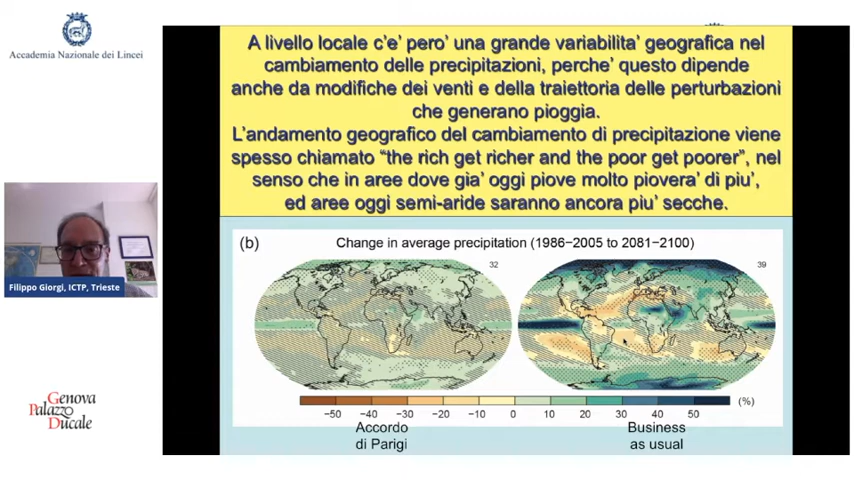 Accademia Nazionale dei Lincei
A livello locale c'e' pero' una grande variabilita' geografica nel
cambiamento delle precipitazioni, perche' questo dipende
anche da modifiche dei venti e della traiettoria delle perturbazioni
che generano pioggia.
L'andamento geografico del cambiamento di precipitazione viene
spesso chiamato “the rich get richer and the poor get poorer”, nel
senso che in aree dove gia' oggi piove molto piovera' di piu',
ed aree oggi semi-aride saranno ancora piu' secche.
Filippo Giorgi, ICTP, Trieste
(b) Change in average precipitation (1986−2005 to 2081−2100)
32 39
−50 −40 −30 −20 −10 0 10 20 30 40 50 (%)
Accordo
di Parigi
Business
as usual
Genova
Palazzo
Ducale